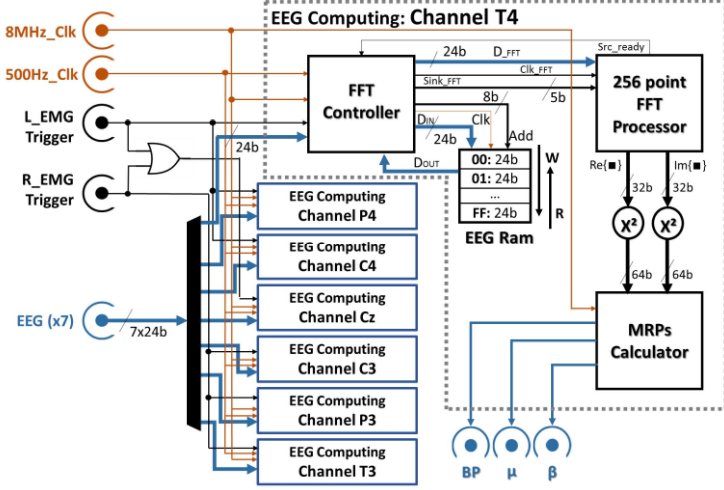 EEG Computing: Channel T4
8MHz_Clk
500Hz_Clk
L_EMG
Trigger
R_EMG
Trigger
EEG (x7)
7x24b
24b
FFT
Controller
24b
D_FFT
Src_ready
Clk_FFT
Sink_FFT
8b
5b
DIN
24b
Clk
Add
DOUT
256 point
FFT
Processor
00: 24b
01: 24b
...
FF: 24b
W
R
EEG Ram
Re{■}
Im{■}
32b
32b
X²
X²
64b
64b
MRPs
Calculator
EEG Computing
Channel P4
EEG Computing
Channel C4
EEG Computing
Channel Cz
EEG Computing
Channel C3
EEG Computing
Channel P3
EEG Computing
Channel T3
BP
μ
β